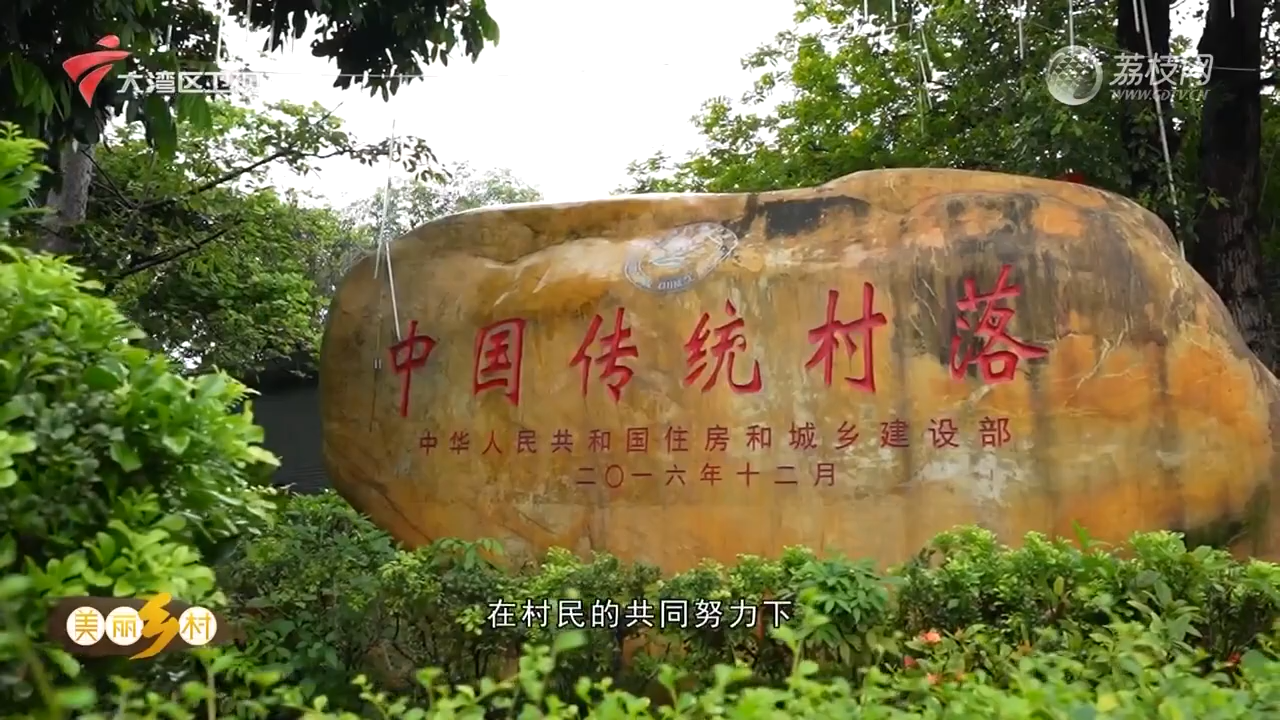 大湾区卫视
荔枝网
WWW.GDTV.CN
中国传统村落
中华人民共和国住房和城乡建设部
二〇一六年十二月
在村民的共同努力下
美丽乡村